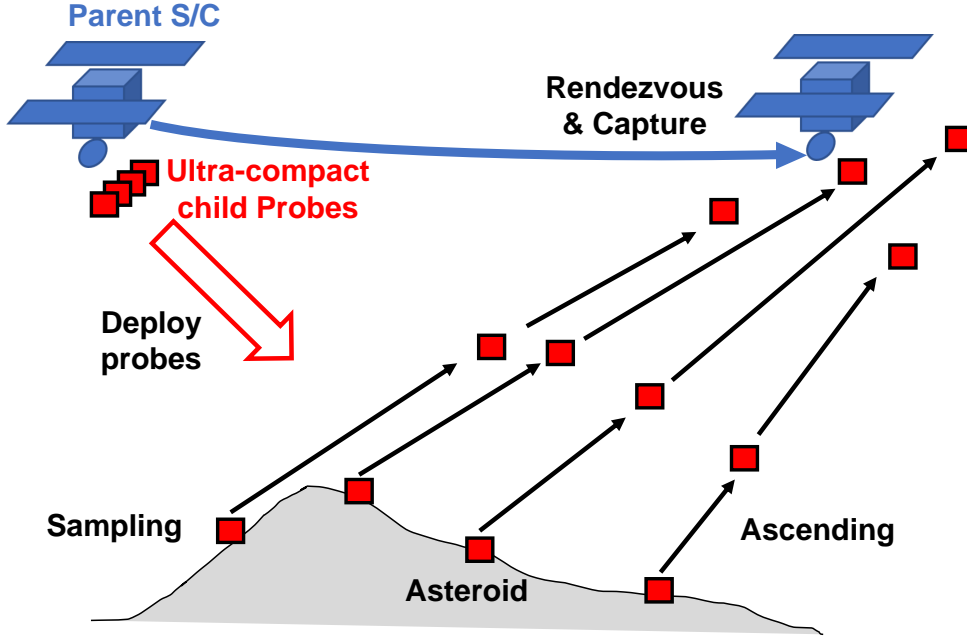 Parent S/C
Rendezvous
& Capture
Ultra-compact
child Probes
Deploy
probes
Sampling
Ascending
Asteroid